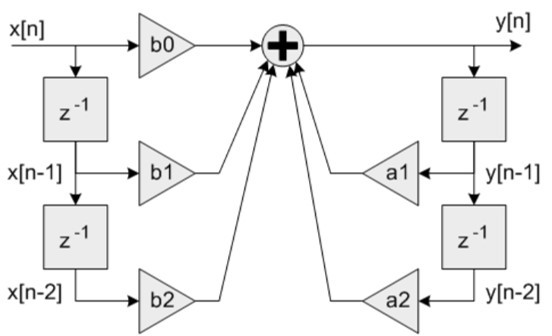 x[n]
y[n]
b0
+
z⁻¹
z⁻¹
x[n-1]
b1
a1
y[n-1]
z⁻¹
z⁻¹
x[n-2]
b2
a2
y[n-2]